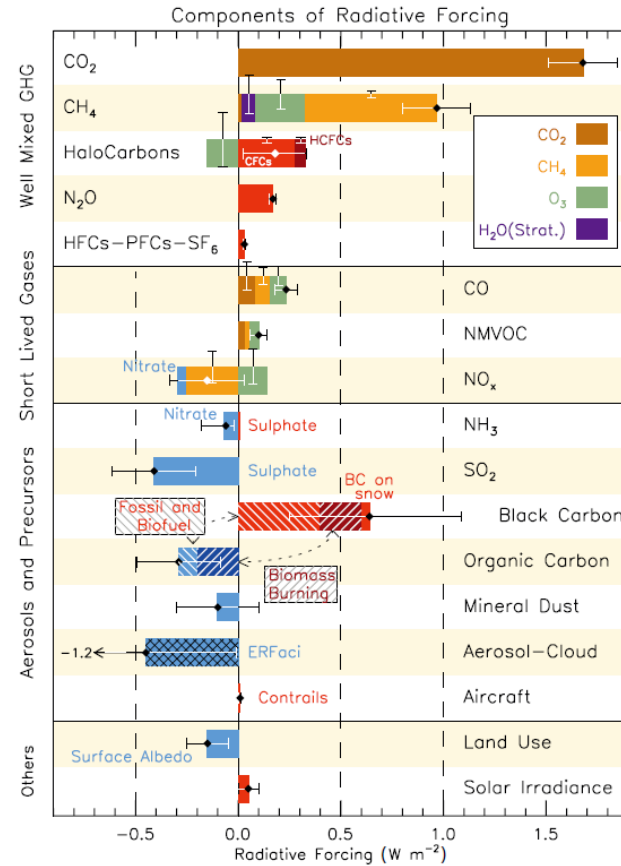 Components of Radiative Forcing
Well Mixed GHG
CO₂
CH₄
HaloCarbons
HCFCs
CFCs
N₂O
HFCs-PFCs-SF₆
CO₂
CH₄
O₃
H₂O(Strat.)
Short Lived Gases
CO
NMVOC
Nitrate
NOₓ
Aerosols and Precursors
Nitrate
Sulphate
NH₃
Sulphate
SO₂
BC on
snow
Fossil and
Biofuel
Black Carbon
Organic Carbon
Biomass
Burning
Mineral Dust
-1.2
ERFaci
Aerosol-Cloud
Contrails
Aircraft
Others
Land Use
Surface Albedo
Solar Irradiance
-0.5 0.0 0.5 1.0 1.5
Radiative Forcing (W m⁻²)